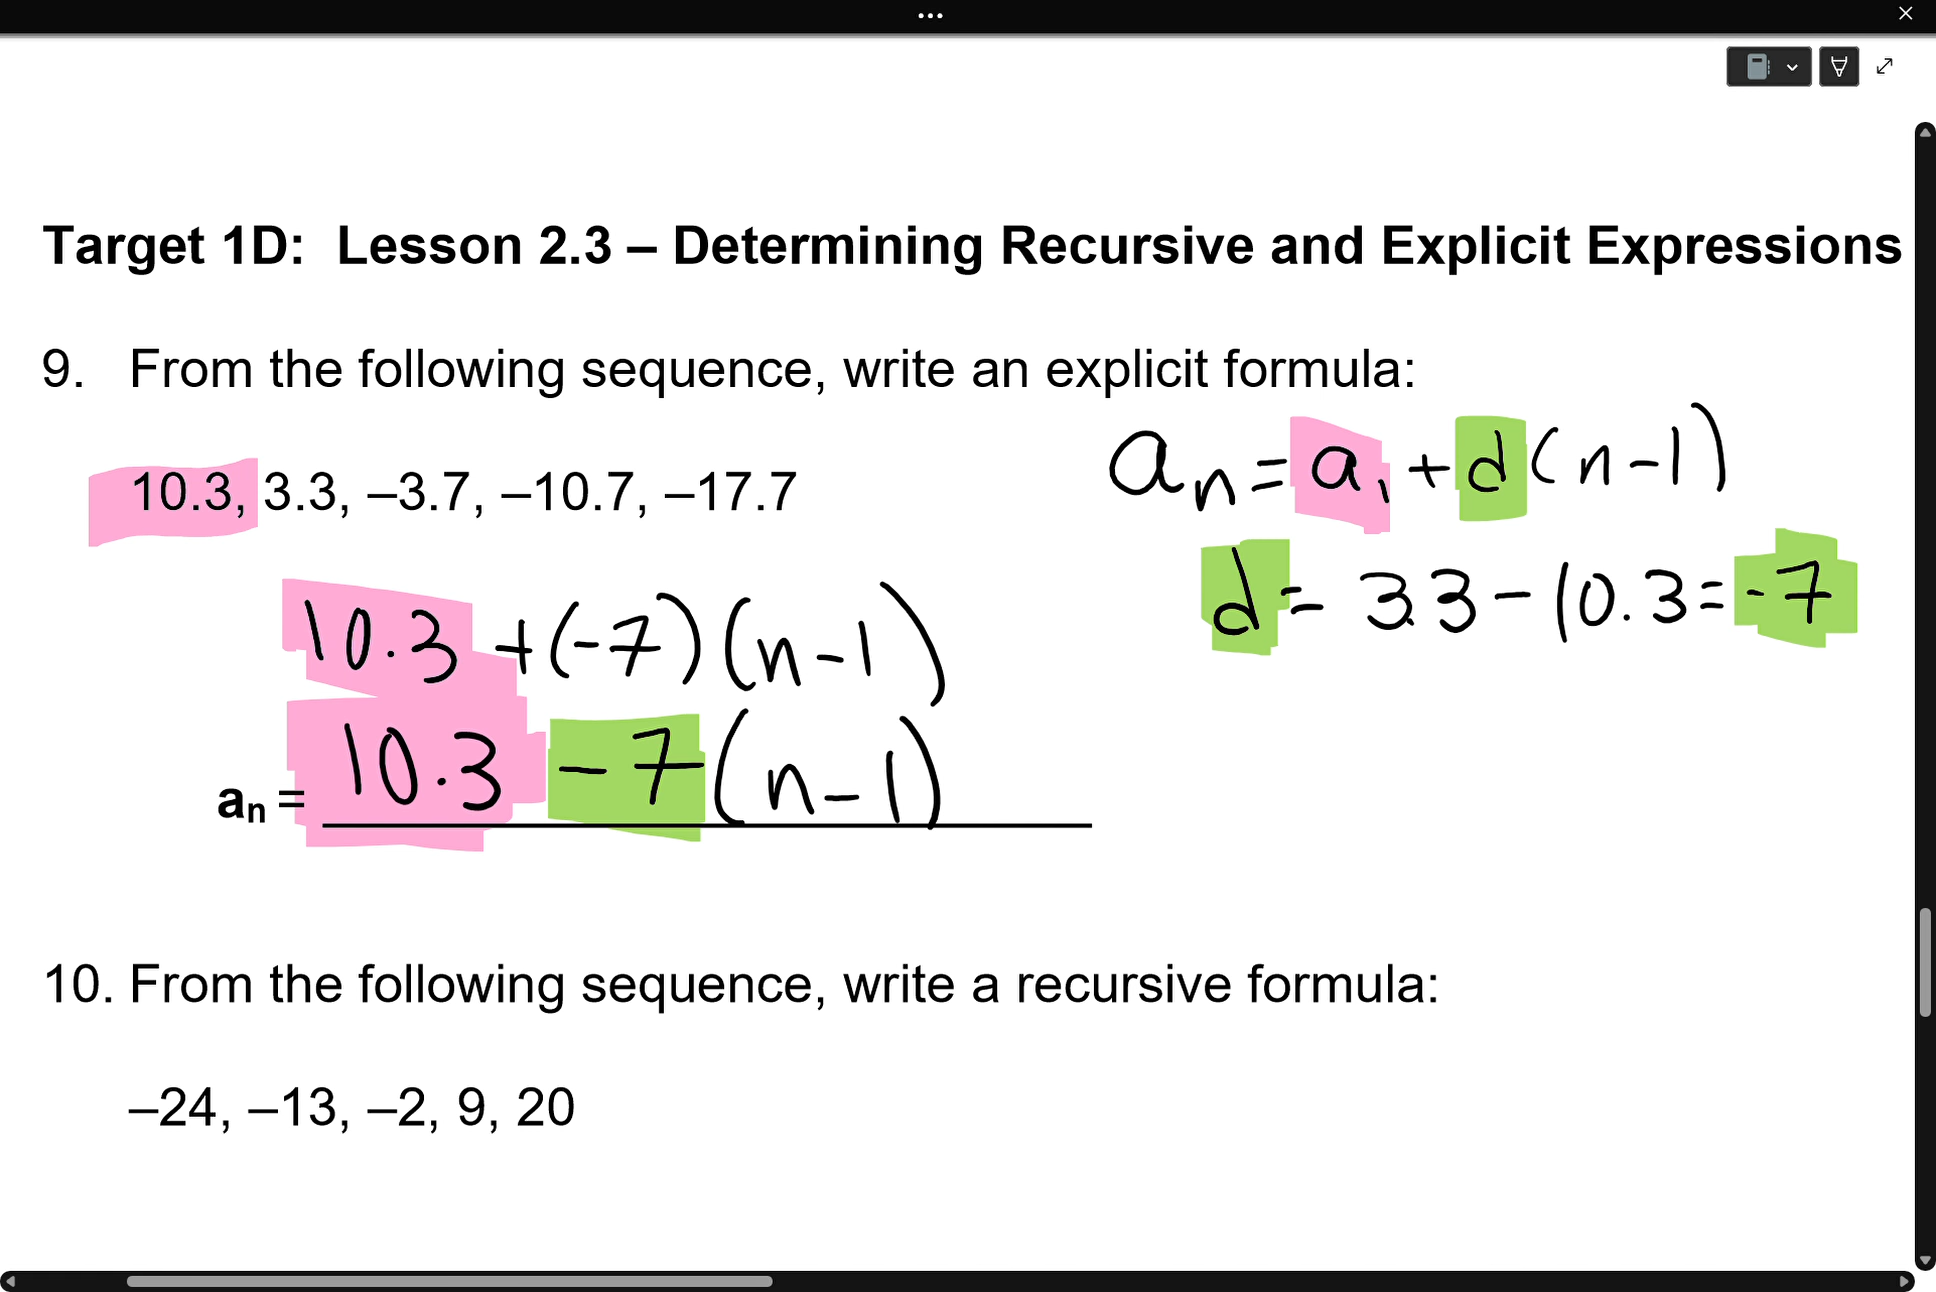 Target 1D: Lesson 2.3 – Determining Recursive and Explicit Expressions
9. From the following sequence, write an explicit formula:
aₙ = a₁ + d(n-1)
10.3, 3.3, –3.7, –10.7, –17.7
d = 3.3 - 10.3 = -7
10.3 + (-7)(n-1)
aₙ = 10.3 - 7(n-1)
10. From the following sequence, write a recursive formula:
–24, –13, –2, 9, 20